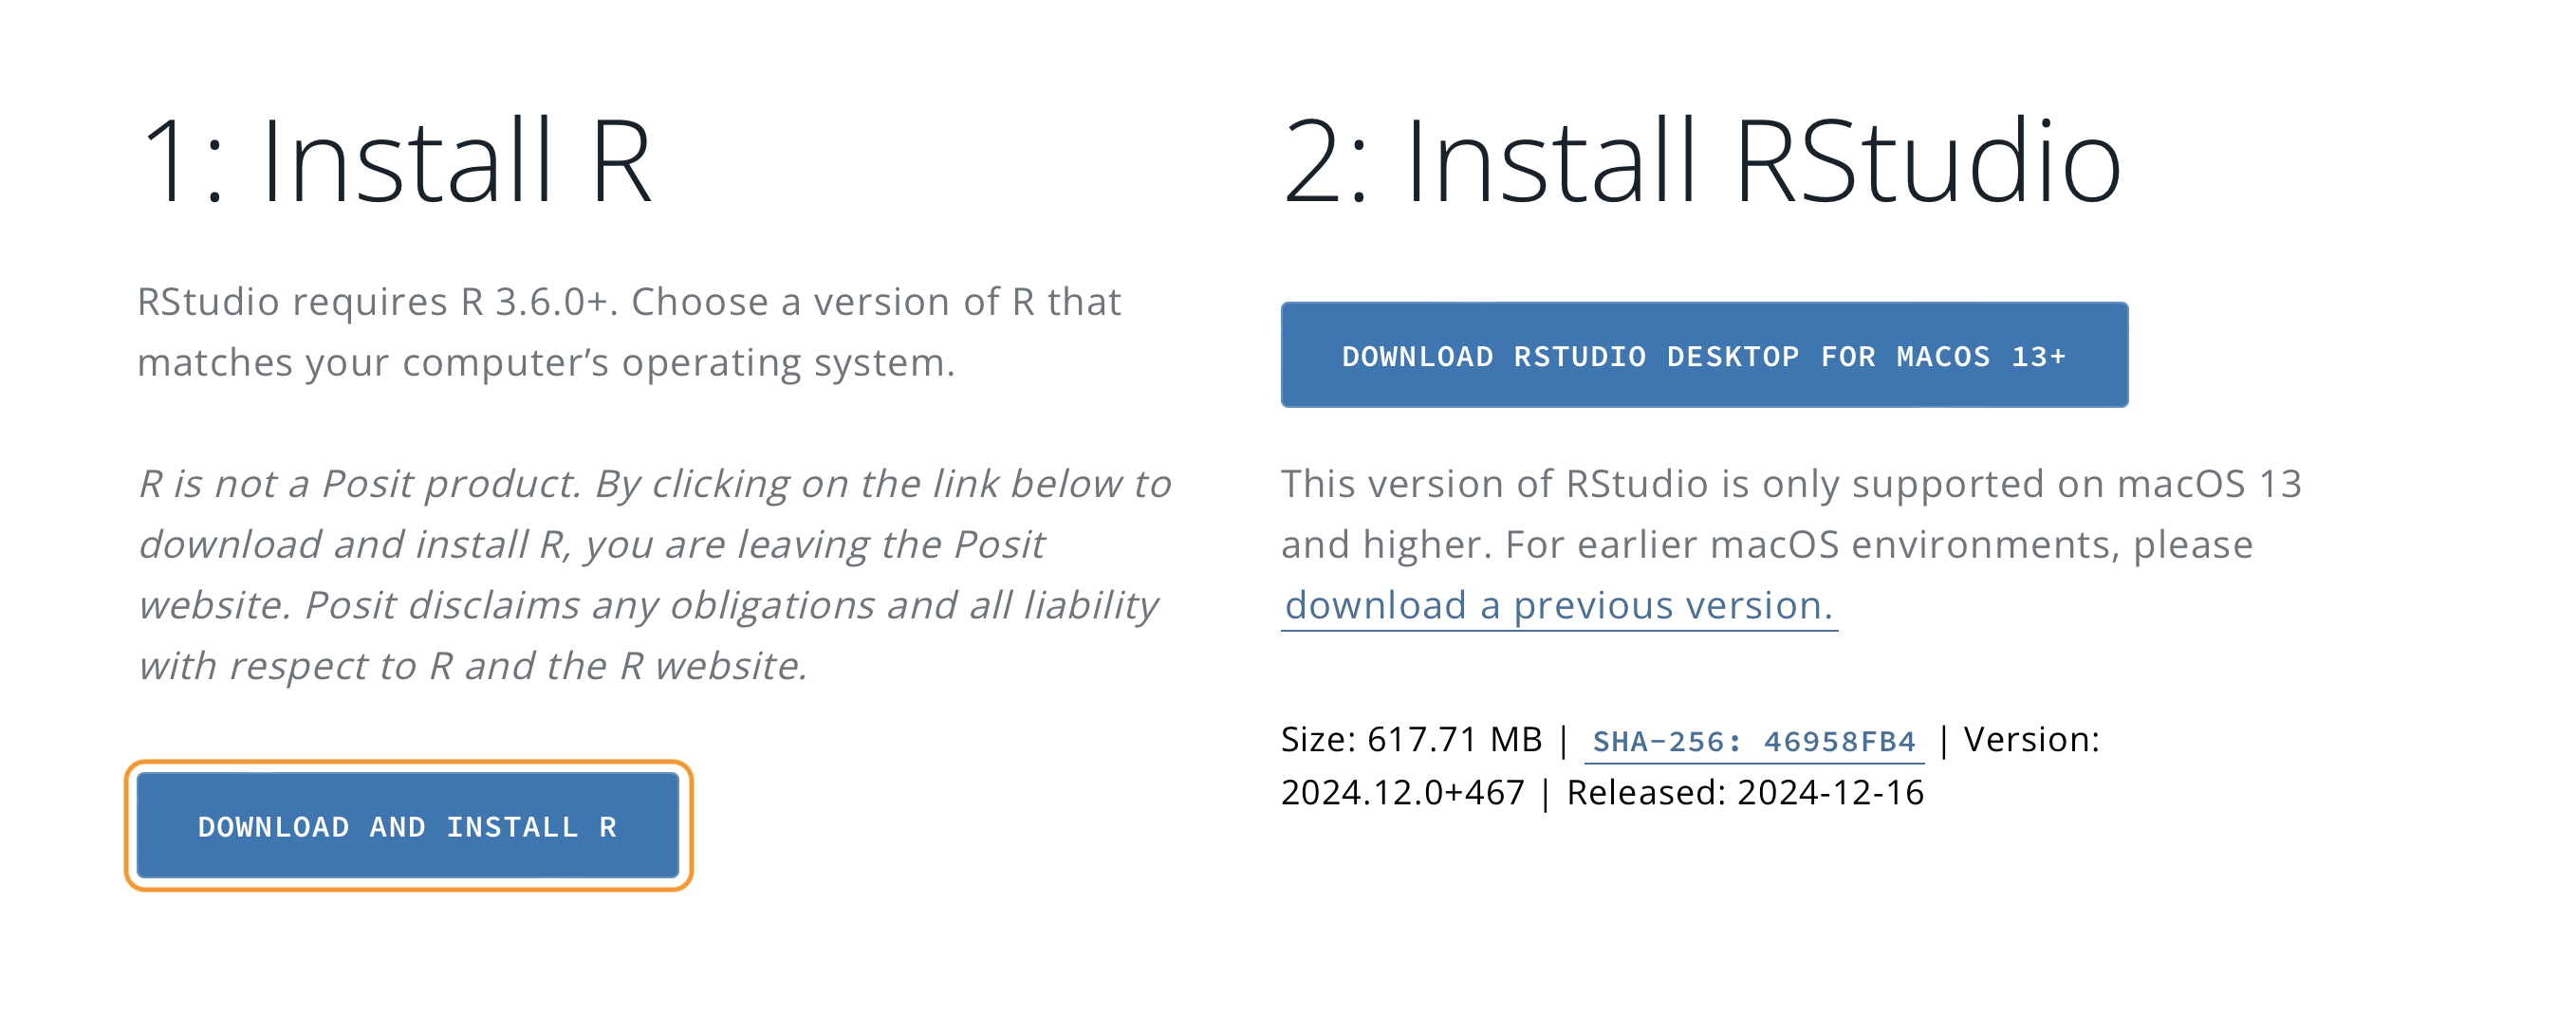 1: Install R
RStudio requires R 3.6.0+. Choose a version of R that
matches your computer’s operating system.
R is not a Posit product. By clicking on the link below to
download and install R, you are leaving the Posit
website. Posit disclaims any obligations and all liability
with respect to R and the R website.
DOWNLOAD AND INSTALL R
2: Install RStudio
DOWNLOAD RSTUDIO DESKTOP FOR MACOS 13+
This version of RStudio is only supported on macOS 13
and higher. For earlier macOS environments, please
download a previous version.
Size: 617.71 MB | SHA-256: 46958FB4 | Version:
2024.12.0+467 | Released: 2024-12-16